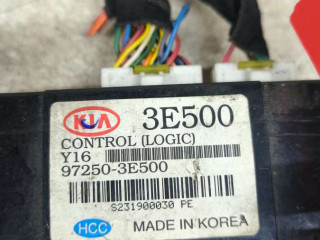 KIA 3E500
CONTROL (LOGIC)
Y16
97250-3E500
S231900030 PE
HCC MADE IN KOREA